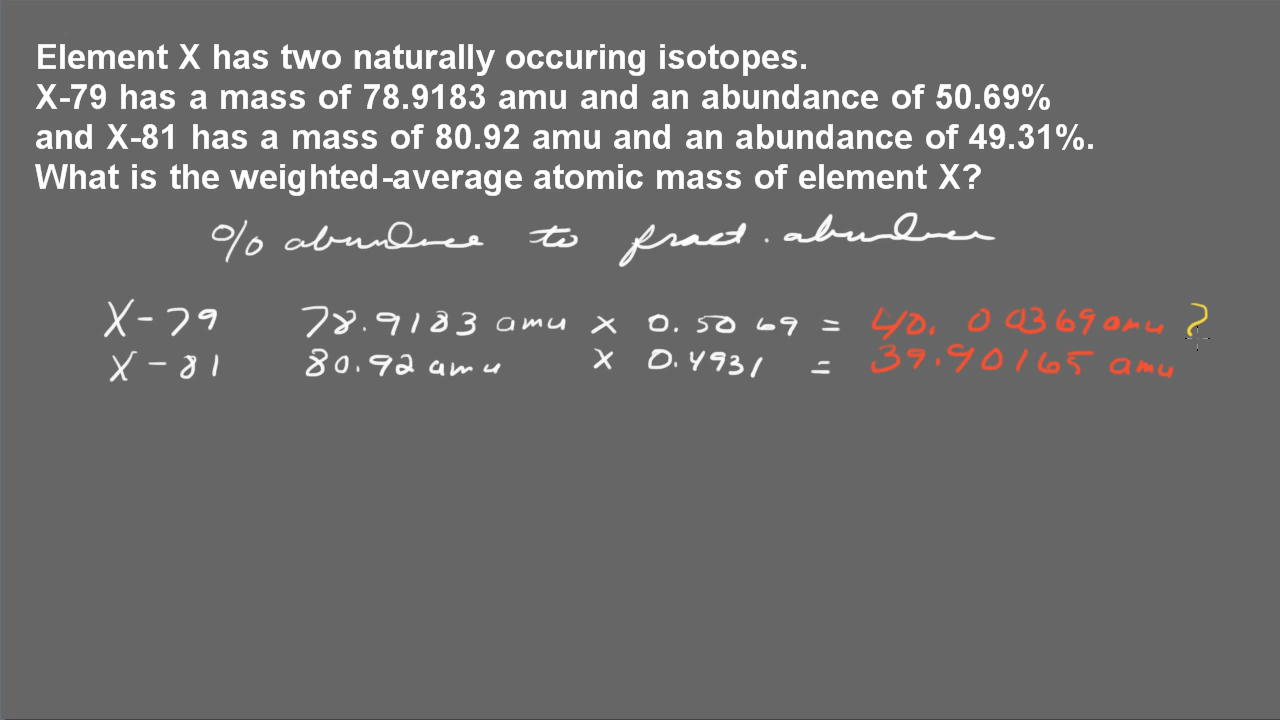 Element X has two naturally occuring isotopes.
X-79 has a mass of 78.9183 amu and an abundance of 50.69%
and X-81 has a mass of 80.92 amu and an abundance of 49.31%.
What is the weighted-average atomic mass of element X?
% abundance to fract. abundance
X-79 78.9183 amu x 0.5069 = 40.00369 amu ?
X-81 80.92 amu x 0.4931 = 39.90165 amu